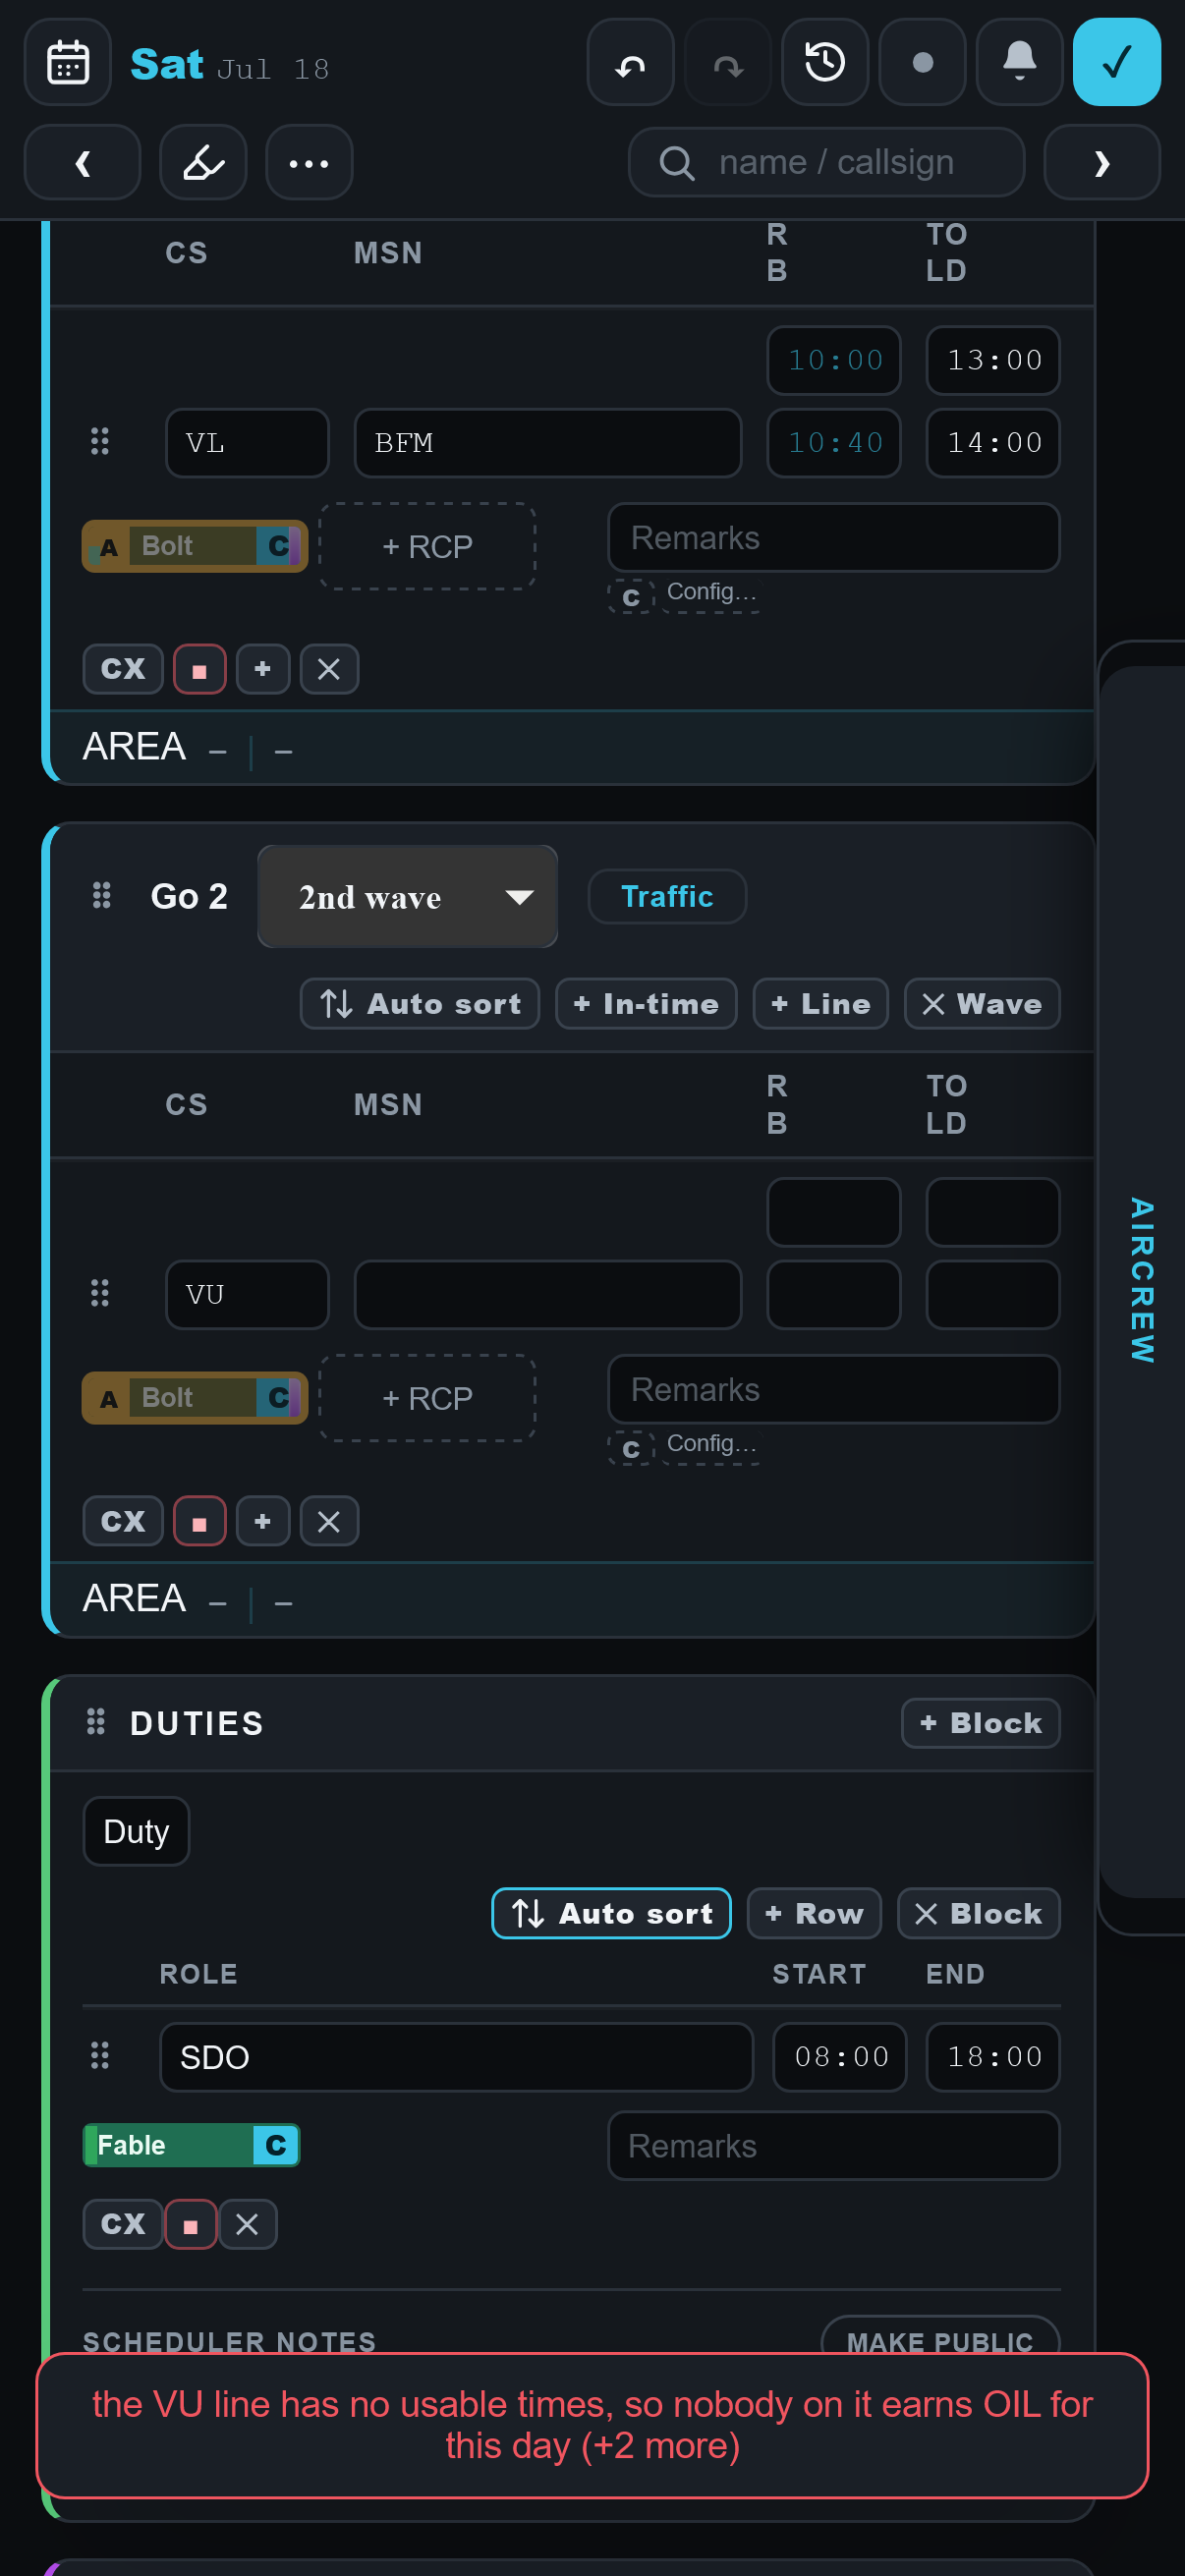 Sat Jul 18
name / callsign
CS MSN R TO
B LD
10:00 13:00
VL BFM 10:40 14:00
A Bolt C + RCP Remarks
C Config...
CX + ×
AREA – | –
Go 2 2nd wave Traffic
Auto sort + In-time + Line × Wave
CS MSN R TO
B LD
VU
A Bolt C + RCP Remarks
C Config...
CX + ×
AREA – | –
AIRCREW
DUTIES + Block
Duty
Auto sort + Row × Block
ROLE START END
SDO 08:00 18:00
Fable C Remarks
CX ×
SCHEDULER NOTES MAKE PUBLIC
the VU line has no usable times, so nobody on it earns OIL for
this day (+2 more)